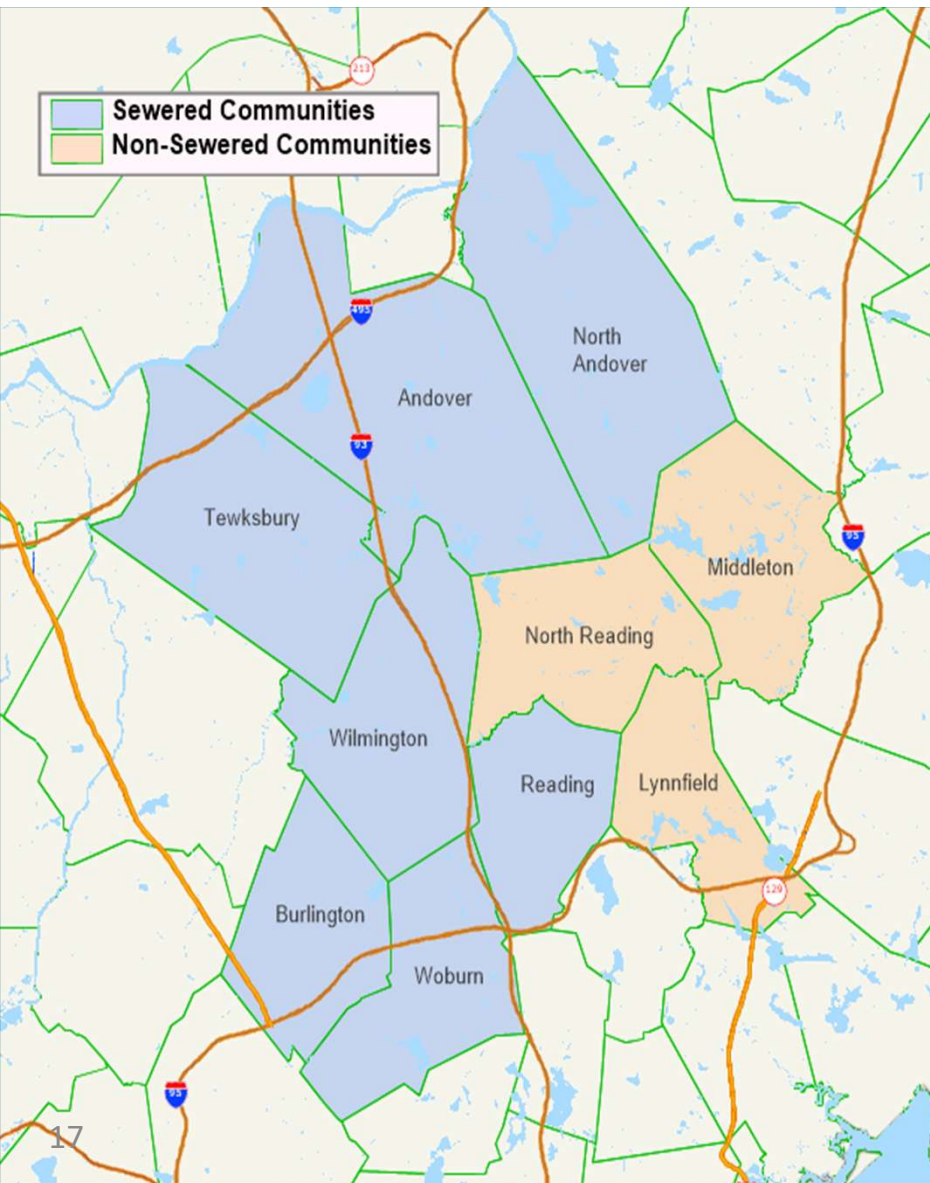 213
Sewered Communities
Non-Sewered Communities
495
North
Andover
Andover
93
Tewksbury
95
Middleton
North Reading
Wilmington
Reading
Lynnfield
129
Burlington
Woburn
95
17